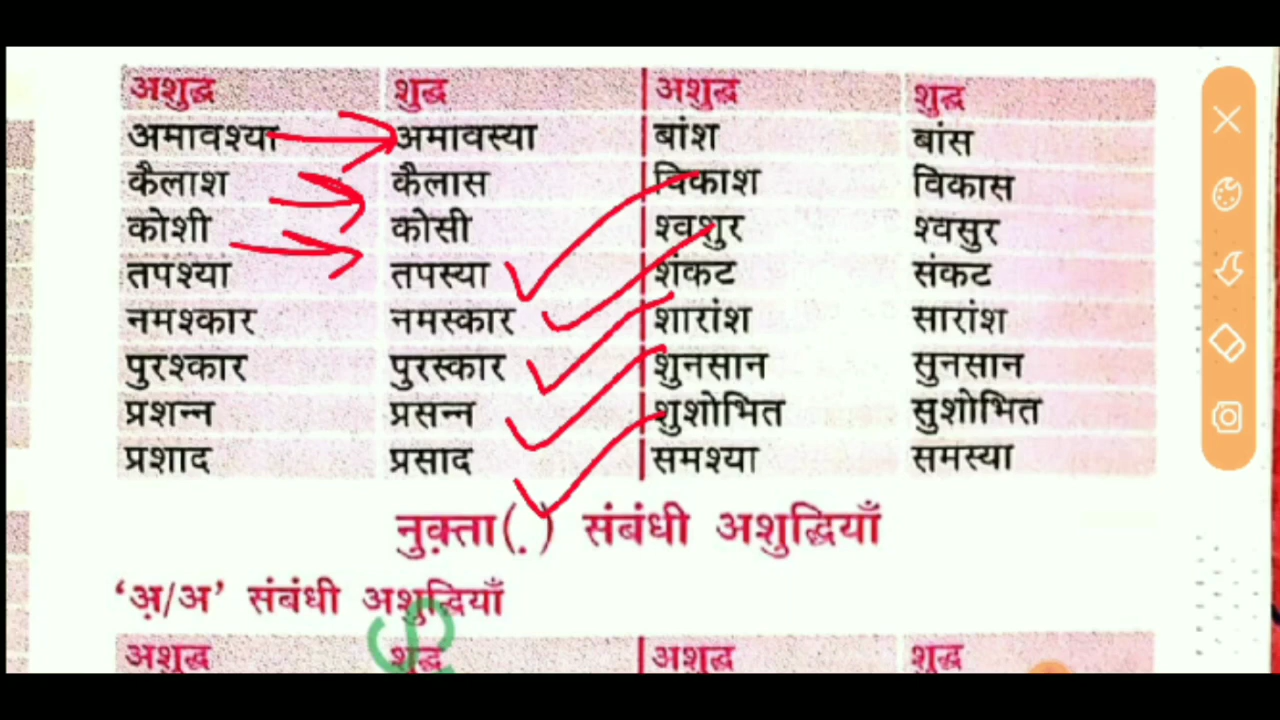 अशुद्ध शुद्ध अशुद्ध शुद्ध
अमावश्या अमावस्या बांश बांस
कैलाश कैलास विकाश विकास
कोशी कोसी श्वशुर श्वसुर
तपश्या तपस्या शंकट संकट
नमश्कार नमस्कार शारांश सारांश
पुरश्कार पुरस्कार शुनसान सुनसान
प्रशन्न प्रसन्न शुशोभित सुशोभित
प्रशाद प्रसाद समश्या समस्या
नुक़्ता(़) संबंधी अशुद्धियाँ
‘अ़/अ’ संबंधी अशुद्धियाँ
अशुद्ध शुद्ध अशुद्ध शुद्ध